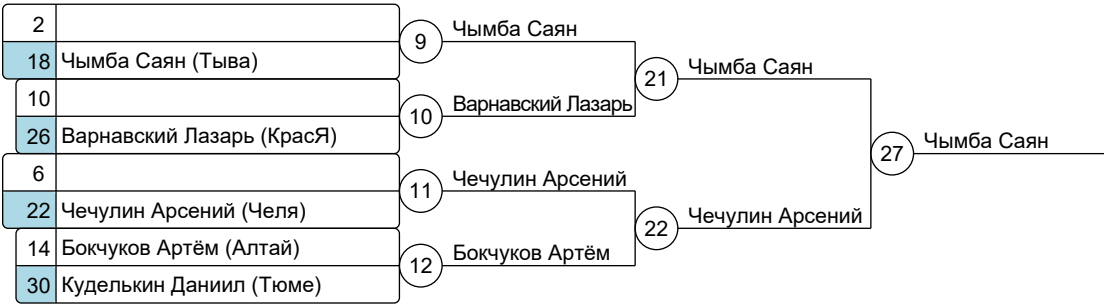 2
18 Чымба Саян (Тыва)
9 Чымба Саян
10
26 Варнавский Лазарь (КрасЯ)
10 Варнавский Лазарь
21 Чымба Саян
6
22 Чечулин Арсений (Челя)
11 Чечулин Арсений
14 Бокчуков Артём (Алтай)
30 Куделькин Даниил (Тюме)
12 Бокчуков Артём
22 Чечулин Арсений
27 Чымба Саян